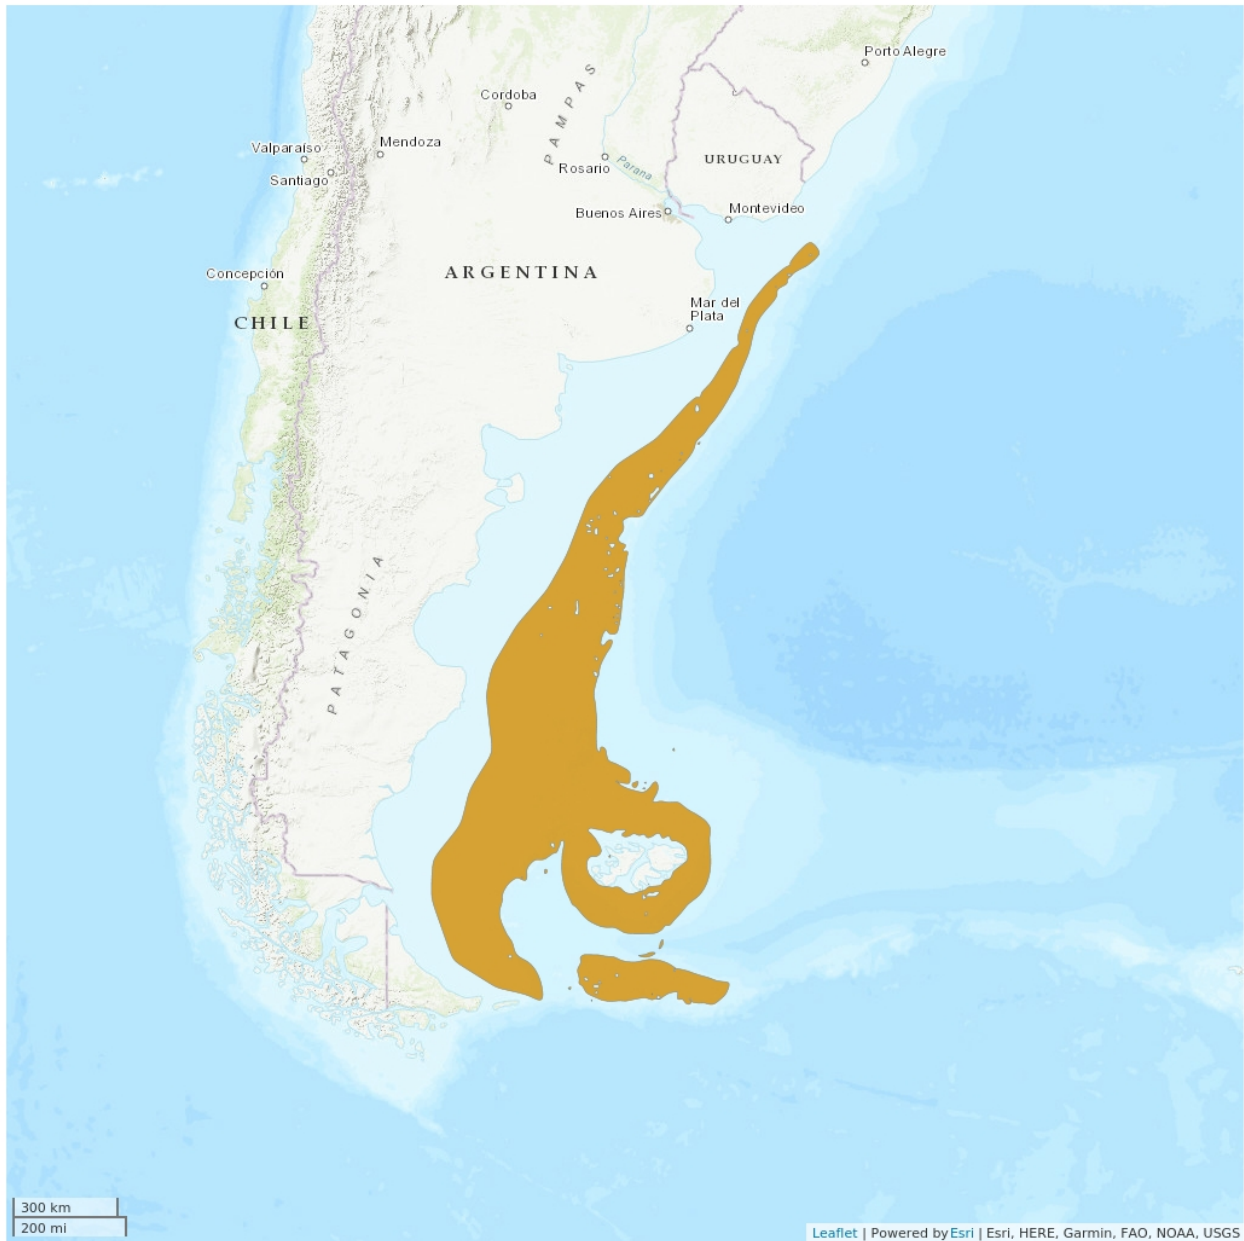 Porto Alegre
Cordoba
PAMPAS
Valparaíso
Mendoza
Santiago
Rosario
Parana
URUGUAY
Buenos Aires
Montevideo
Concepción
ARGENTINA
Mar del
Plata
CHILE
PATAGONIA
300 km
200 mi
Leaflet | Powered by Esri | Esri, HERE, Garmin, FAO, NOAA, USGS